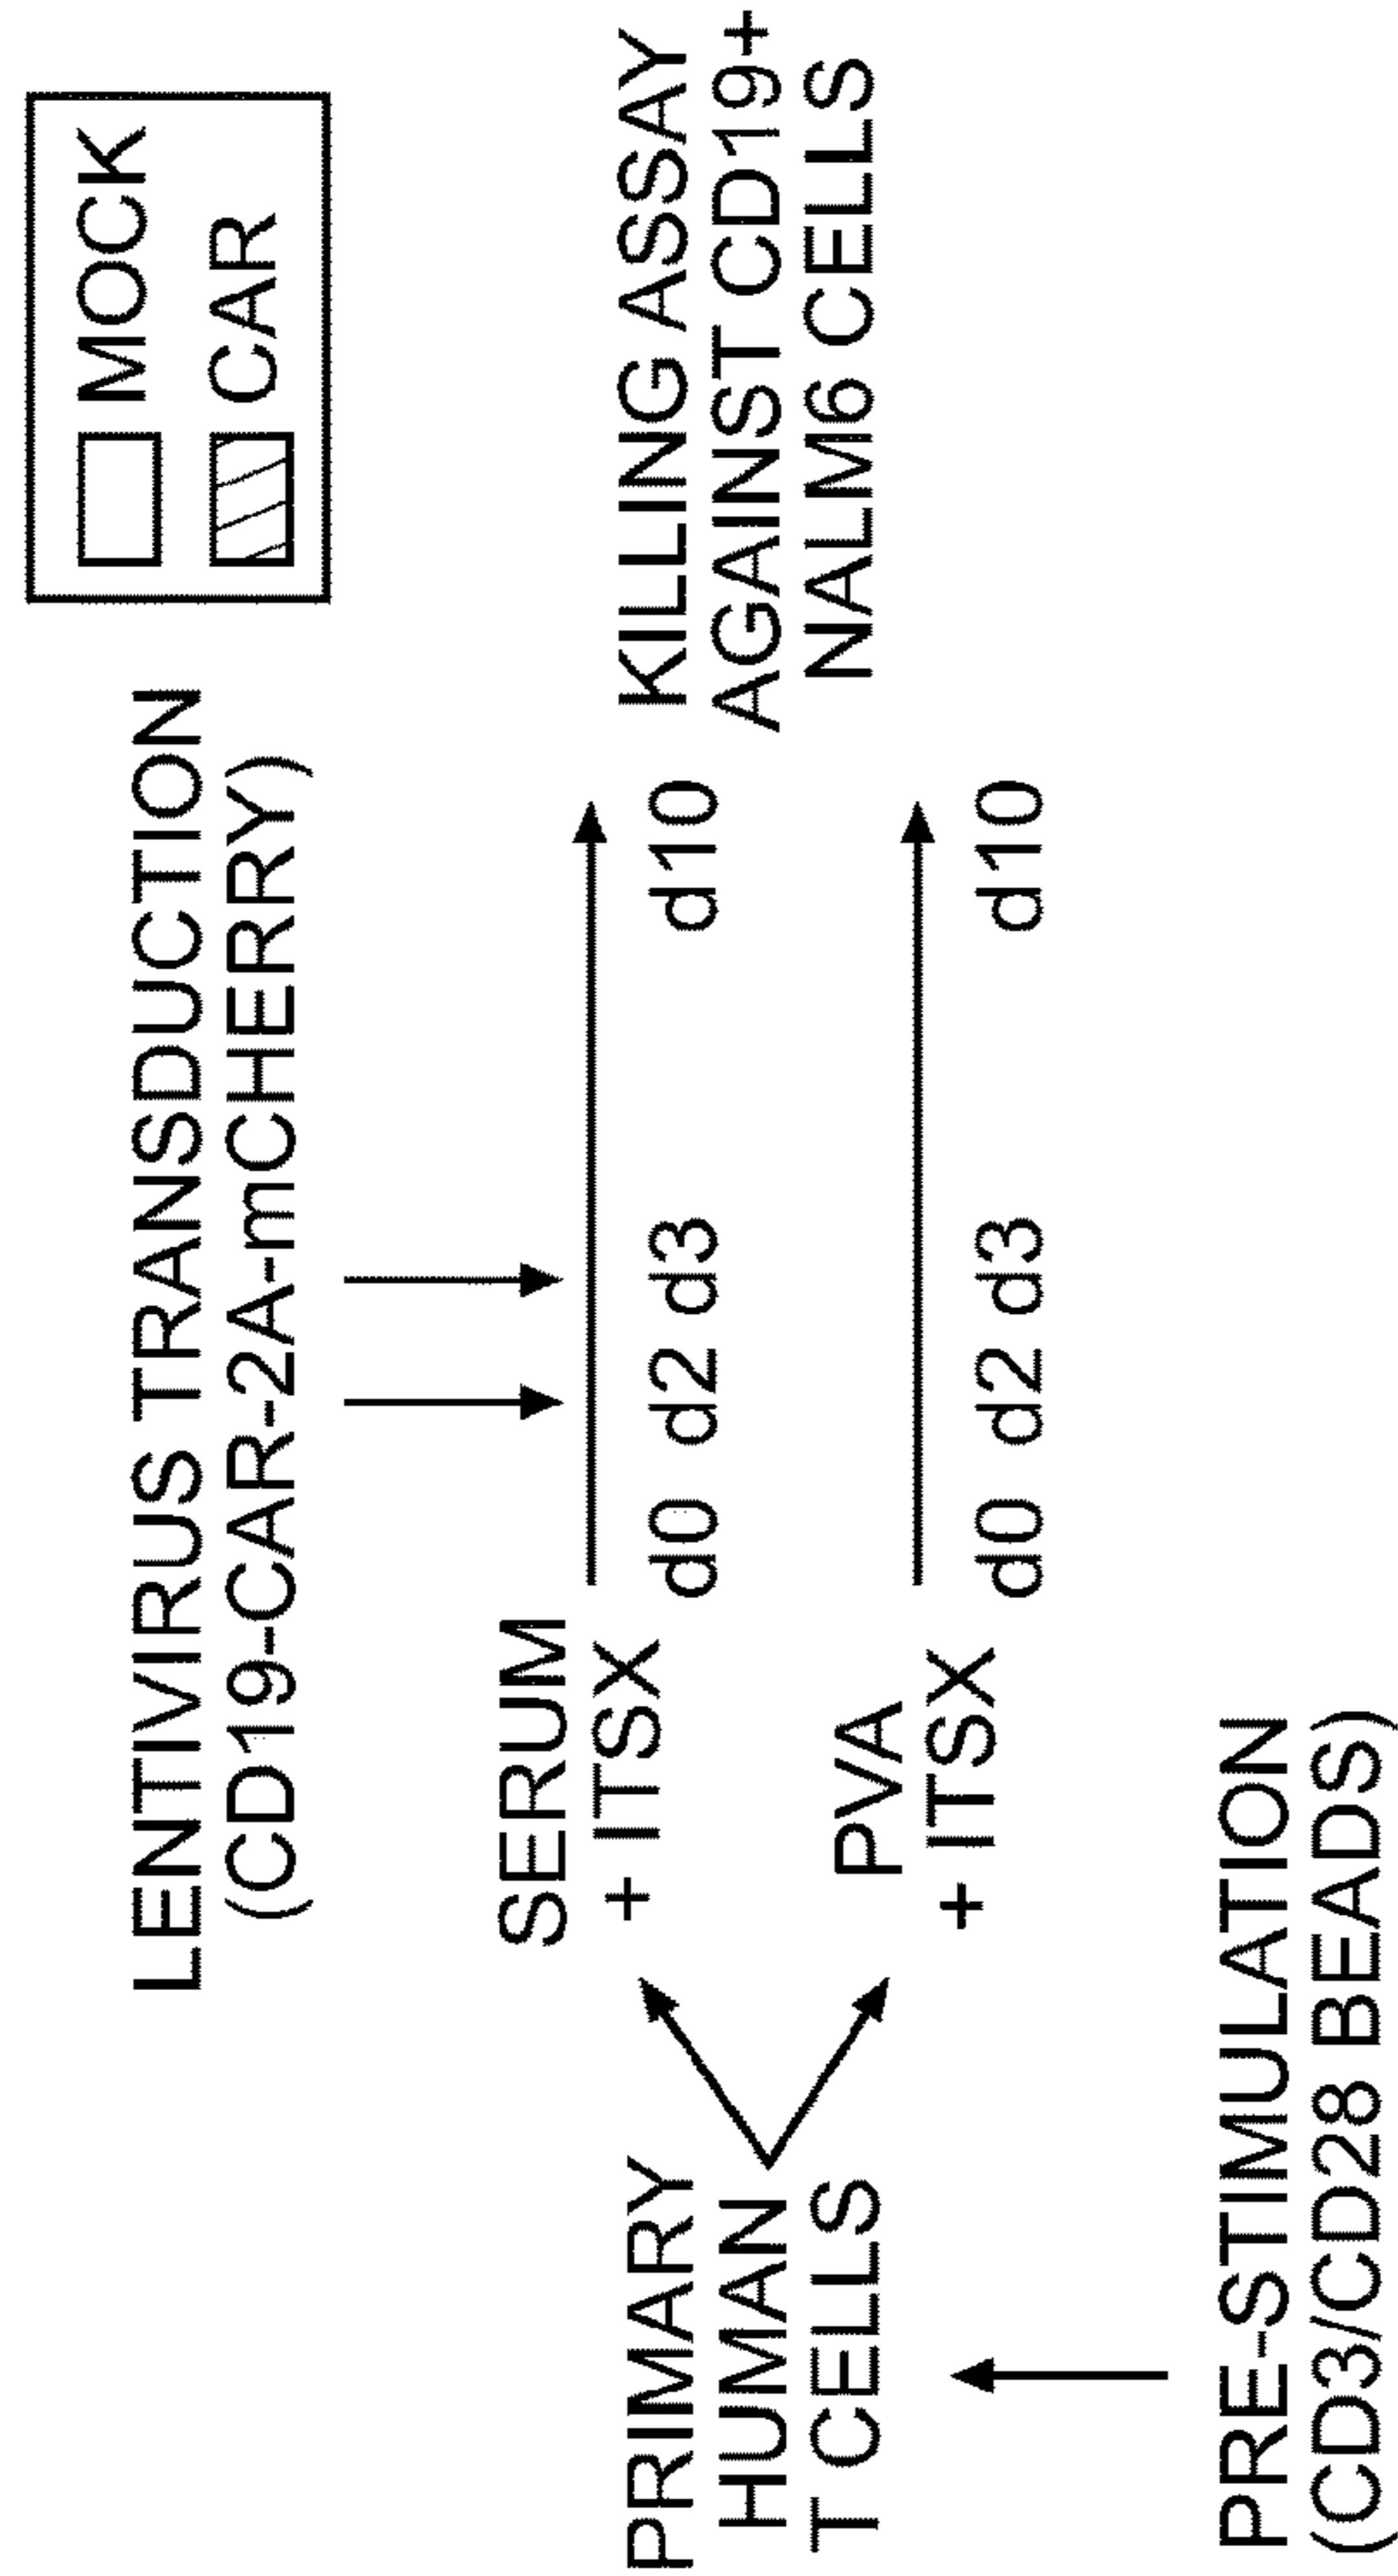 LENTIVIRUS TRANSDUCTION
(CD19-CAR-2A-mCHERRY)
MOCK
CAR
PRIMARY
HUMAN
T CELLS
SERUM
+ ITSX
d0 d2 d3 d10
PVA
+ ITSX
d0 d2 d3 d10
KILLING ASSAY
AGAINST CD19+
NALM6 CELLS
PRE-STIMULATION
(CD3/CD28 BEADS)